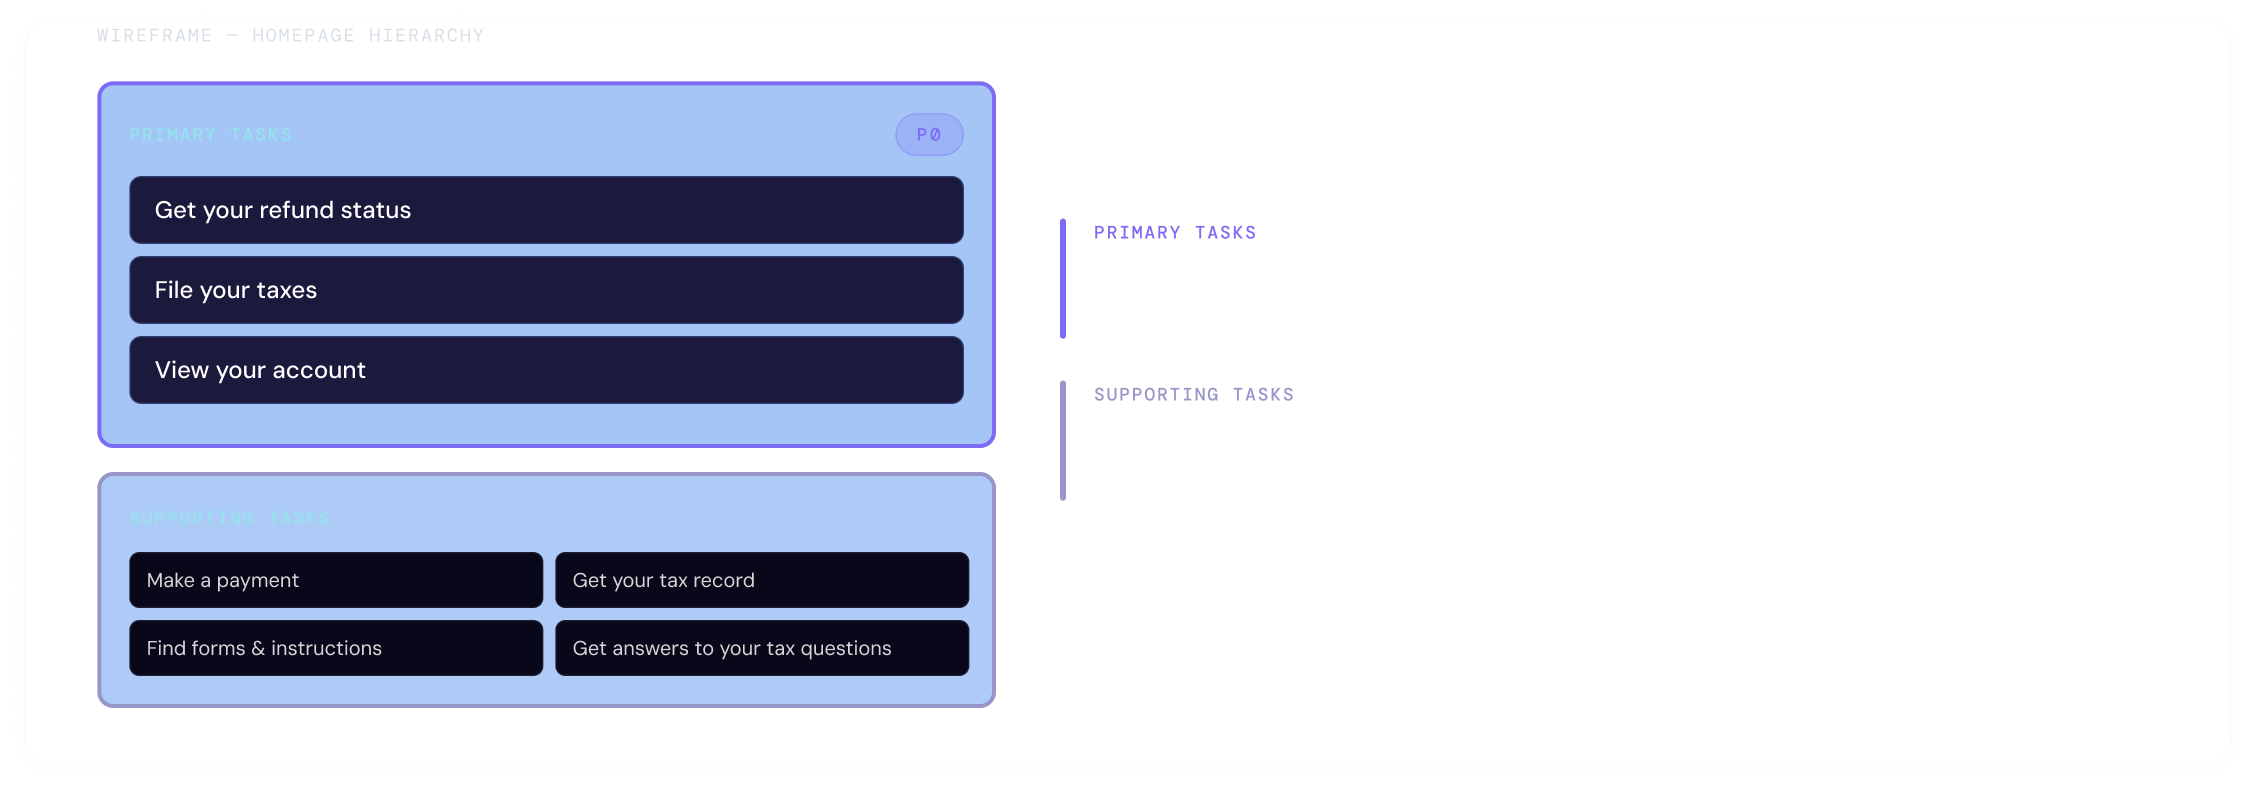 WIREFRAME — HOMEPAGE HIERARCHY
PRIMARY TASKS
P0
Get your refund status
File your taxes
View your account
SUPPORTING TASKS
Make a payment
Get your tax record
Find forms & instructions
Get answers to your tax questions
PRIMARY TASKS
SUPPORTING TASKS